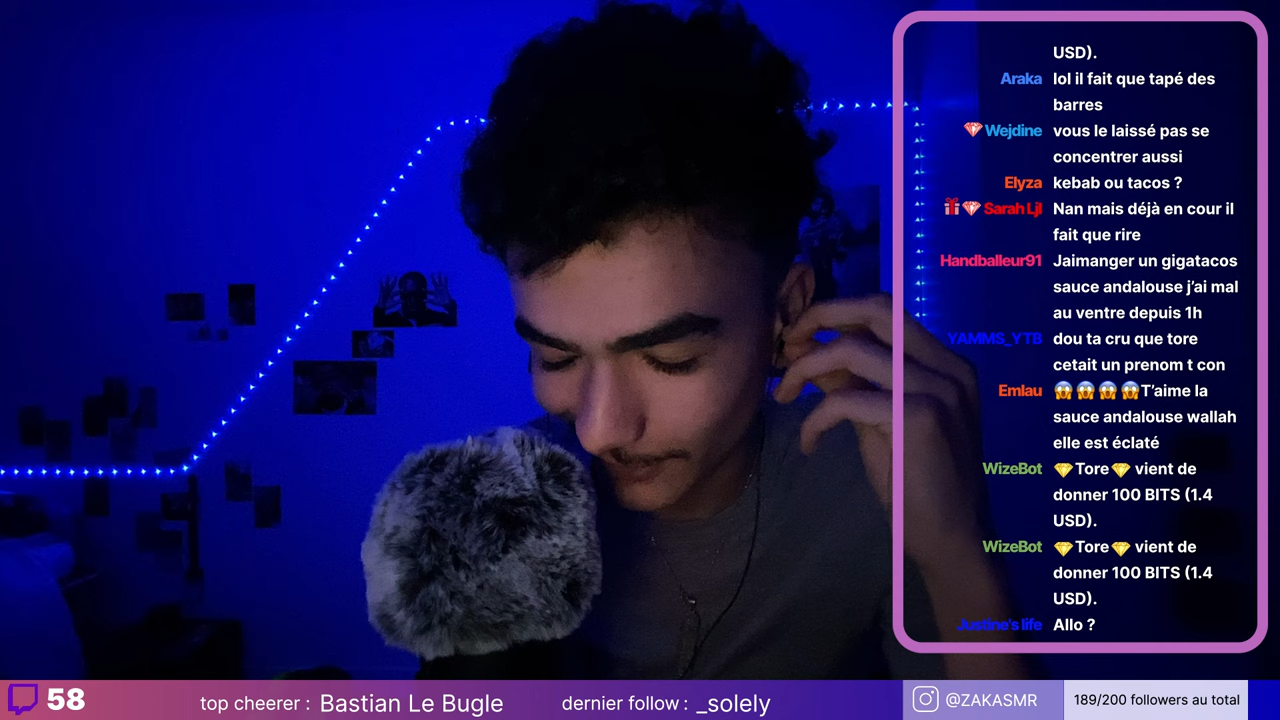 USD).
Araka lol il fait que tapé des
barres
Wejdine vous le laissé pas se
concentrer aussi
Elyza kebab ou tacos ?
Sarah Ljl Nan mais déjà en cour il
fait que rire
Handballeur91 Jaimanger un gigatacos
sauce andalouse j’ai mal
au ventre depuis 1h
YAMMS_YTB dou ta cru que tore
cetait un prenom t con
Emlau 😱😱😱😱T’aime la
sauce andalouse wallah
elle est éclaté
WizeBot 💎Tore💎 vient de
donner 100 BITS (1.4
USD).
WizeBot 💎Tore💎 vient de
donner 100 BITS (1.4
USD).
Justine's life Allo ?
58 top cheerer : Bastian Le Bugle dernier follow : _solely @ZAKASMR 189/200 followers au total